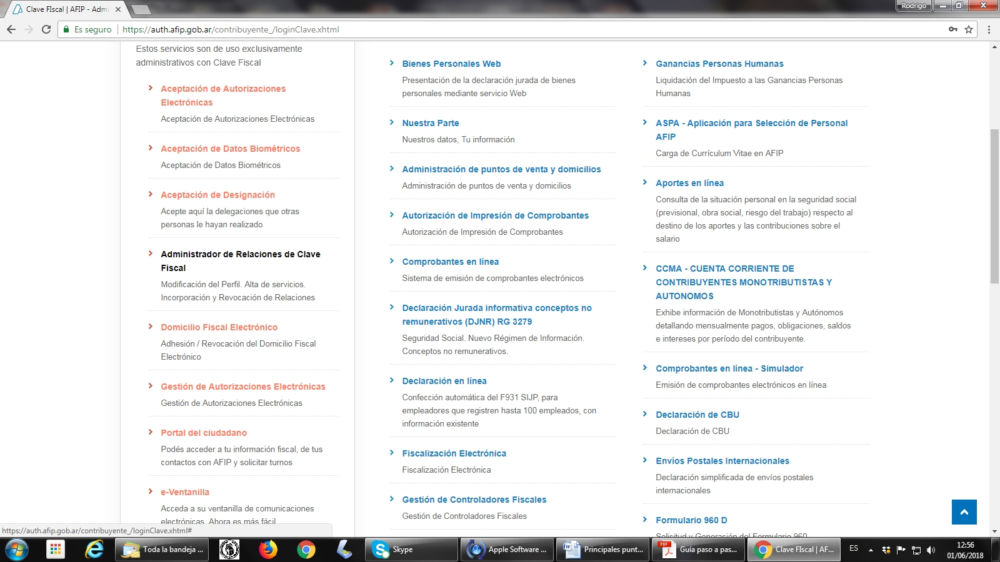 Clave FIscal | AFIP - Admi
Rodrigo
Es seguro
https://auth.afip.gob.ar/contribuyente_/loginClave.xhtml
Estos servicios son de uso exclusivamente
administrativos con Clave Fiscal
Aceptación de Autorizaciones
Electrónicas
Aceptación de Autorizaciones Electrónicas
Aceptación de Datos Biométricos
Aceptación de Datos Biométricos
Aceptación de Designación
Acepte aquí la delegaciones que otras
personas le hayan realizado
Administrador de Relaciones de Clave
Fiscal
Modificación del Perfil. Alta de servicios.
Incorporación y Revocación de Relaciones
Domicilio Fiscal Electrónico
Adhesión / Revocación del Domicilio Fiscal
Electrónico
Gestión de Autorizaciones Electrónicas
Gestión de Autorizaciones Electrónicas
Portal del ciudadano
Podés acceder a tu información fiscal, de tus
contactos con AFIP y solicitar turnos
e-Ventanilla
Acceda a su ventanilla de comunicaciones
electrónicas. Ahora es más fácil
Bienes Personales Web
Presentación de la declaración jurada de bienes
personales mediante servicio Web
Nuestra Parte
Nuestros datos, Tu información
Administración de puntos de venta y domicilios
Administración de puntos de venta y domicilios
Autorización de Impresión de Comprobantes
Autorización de Impresión de Comprobantes
Comprobantes en línea
Sistema de emisión de comprobantes electrónicos
Declaración Jurada informativa conceptos no
remunerativos (DJNR) RG 3279
Seguridad Social. Nuevo Régimen de Información.
Conceptos no remunerativos.
Declaración en línea
Confección automática del F931 SIJP, para
empleadores que registren hasta 100 empleados, con
información existente
Fiscalización Electrónica
Fiscalización Electrónica
Gestión de Controladores Fiscales
Gestión de Controladores Fiscales
Ganancias Personas Humanas
Liquidación del Impuesto a las Ganancias Personas
Humanas
ASPA - Aplicación para Selección de Personal
AFIP
Carga de Currículum Vitae en AFIP
Aportes en línea
Consulta de la situación personal en la seguridad social
(previsional, obra social, riesgo del trabajo) respecto al
destino de los aportes y las contribuciones sobre el
salario
CCMA - CUENTA CORRIENTE DE
CONTRIBUYENTES MONOTRIBUTISTAS Y
AUTONOMOS
Exhibe información de Monotributistas y Autónomos
detallando mensualmente pagos, obligaciones, saldos
e intereses por período del contribuyente.
Comprobantes en línea - Simulador
Emisión de comprobantes electrónicos en línea
Declaración de CBU
Declaración de CBU
Envíos Postales Internacionales
Declaración simplificada de envíos postales
internacionales
Formulario 960 D
Solicitud y Generación del Formulario 960
https://auth.afip.gob.ar/contribuyente_/loginClave.xhtml#
Toda la bandeja ...
Skype
Apple Software ...
Principales punt...
PDF
Guía paso a pas...
Clave FIscal | AF...
ES
12:56
01/06/2018